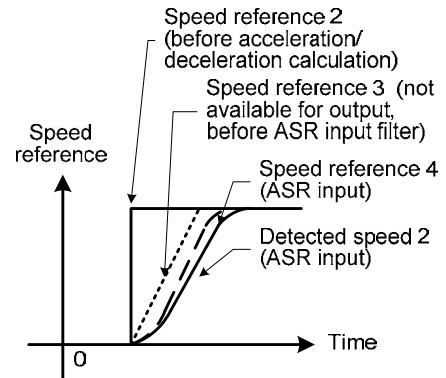 Speed reference 2
(before acceleration/
deceleration calculation)
Speed reference 3 (not
available for output,
before ASR input filter)
Speed
reference
Speed reference 4
(ASR input)
Detected speed 2
(ASR input)
Time
0